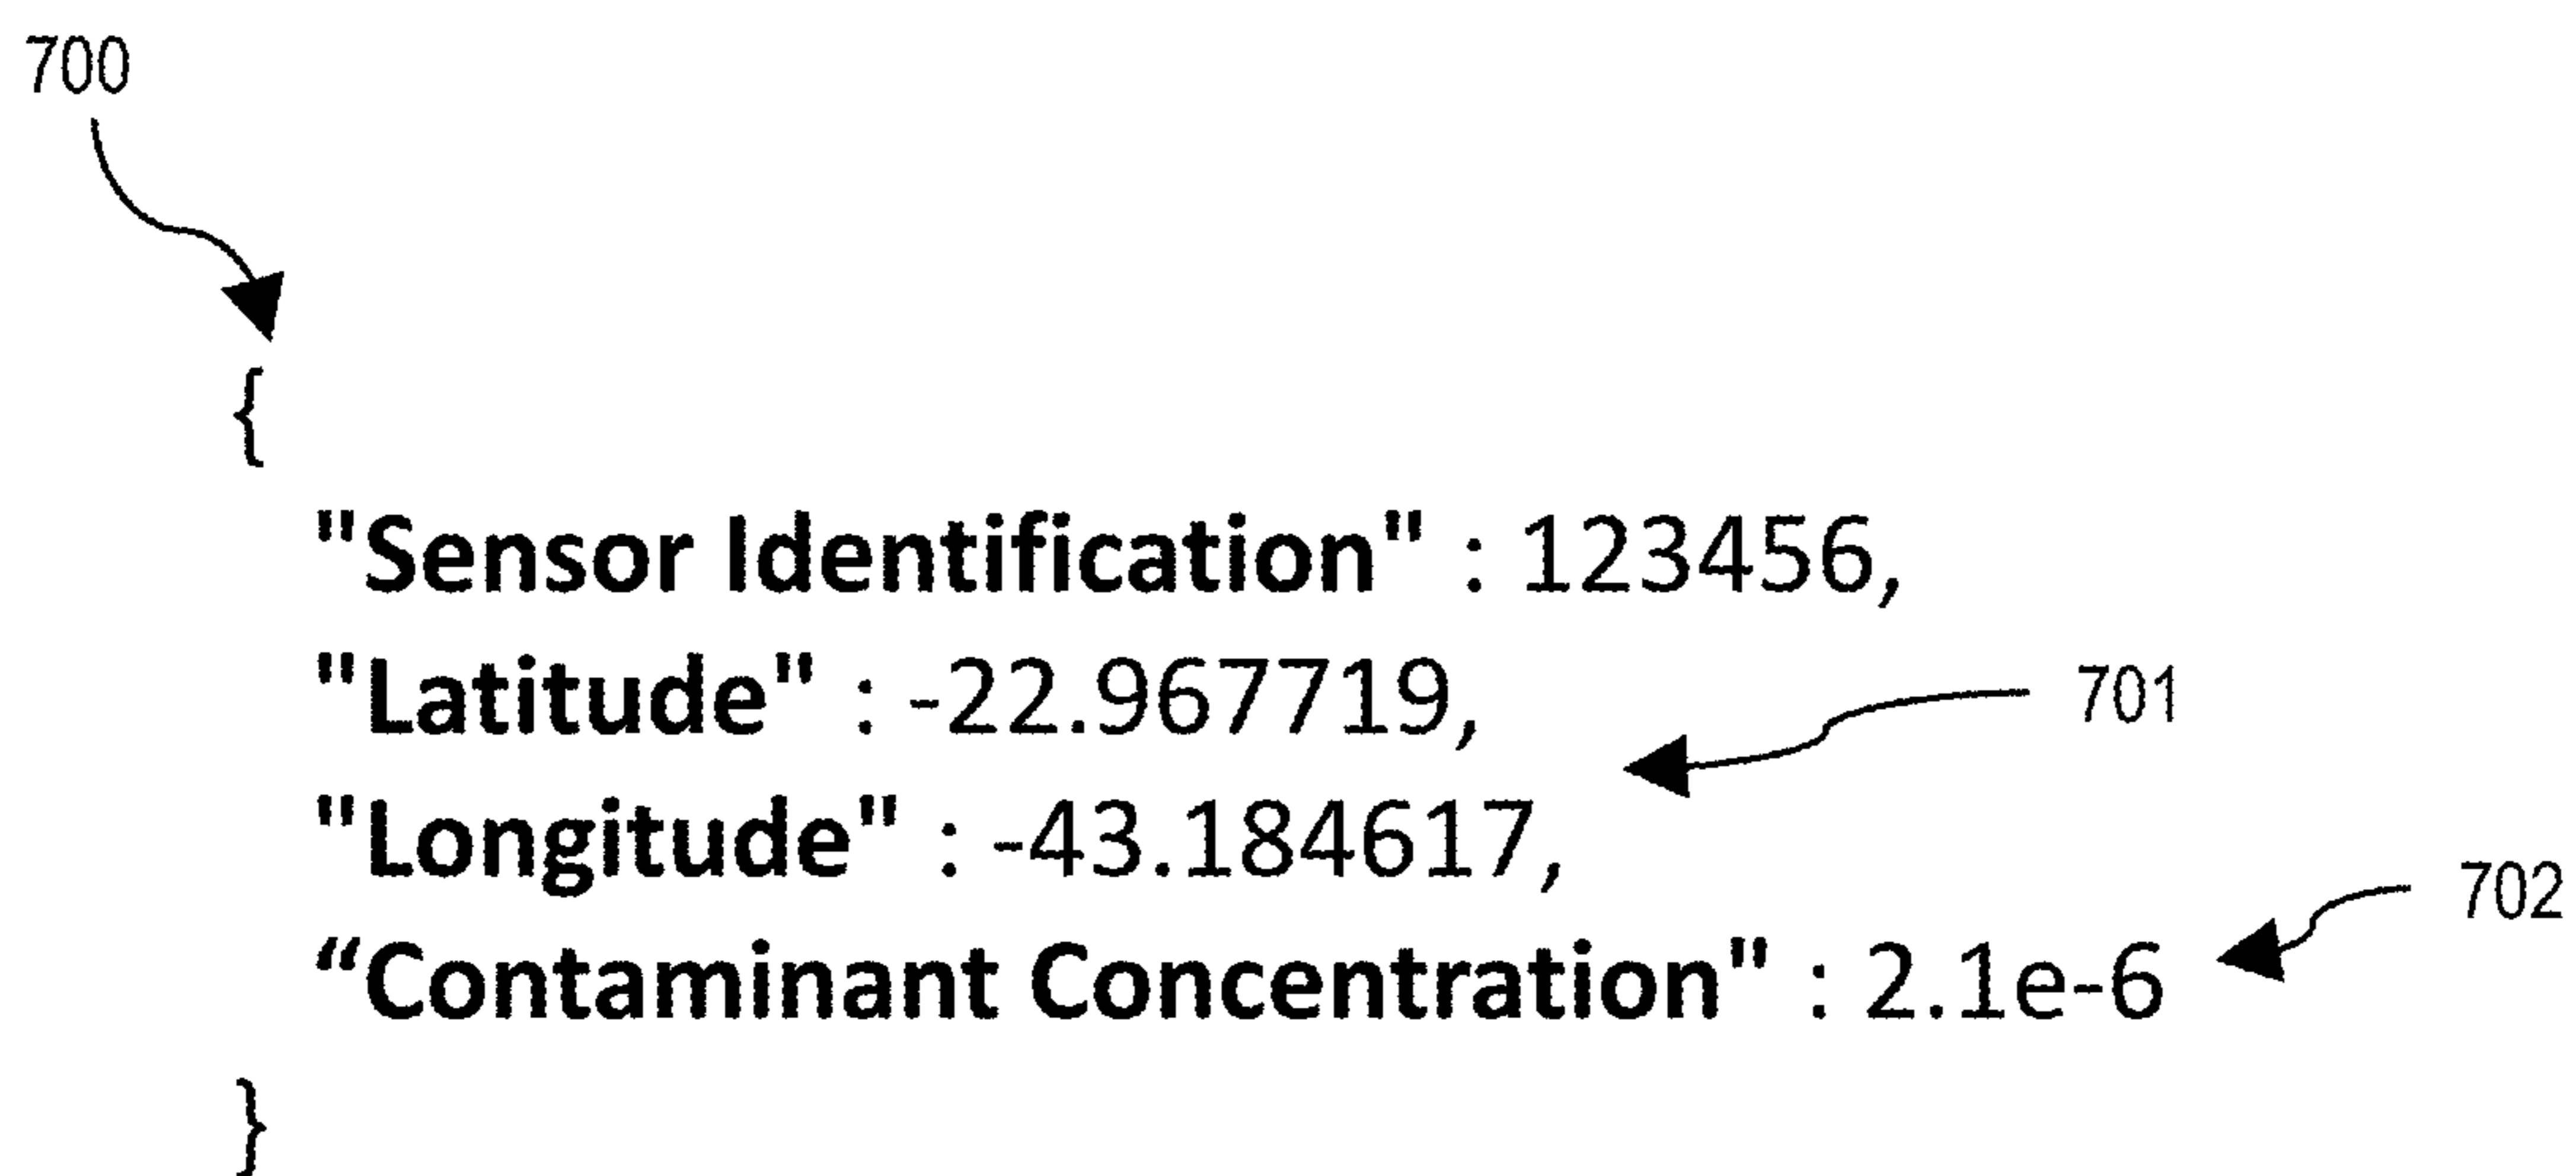 700
{
"Sensor Identification" : 123456,
"Latitude" : -22.967719,
701
"Longitude" : -43.184617,
702
“Contaminant Concentration" : 2.1e-6
}